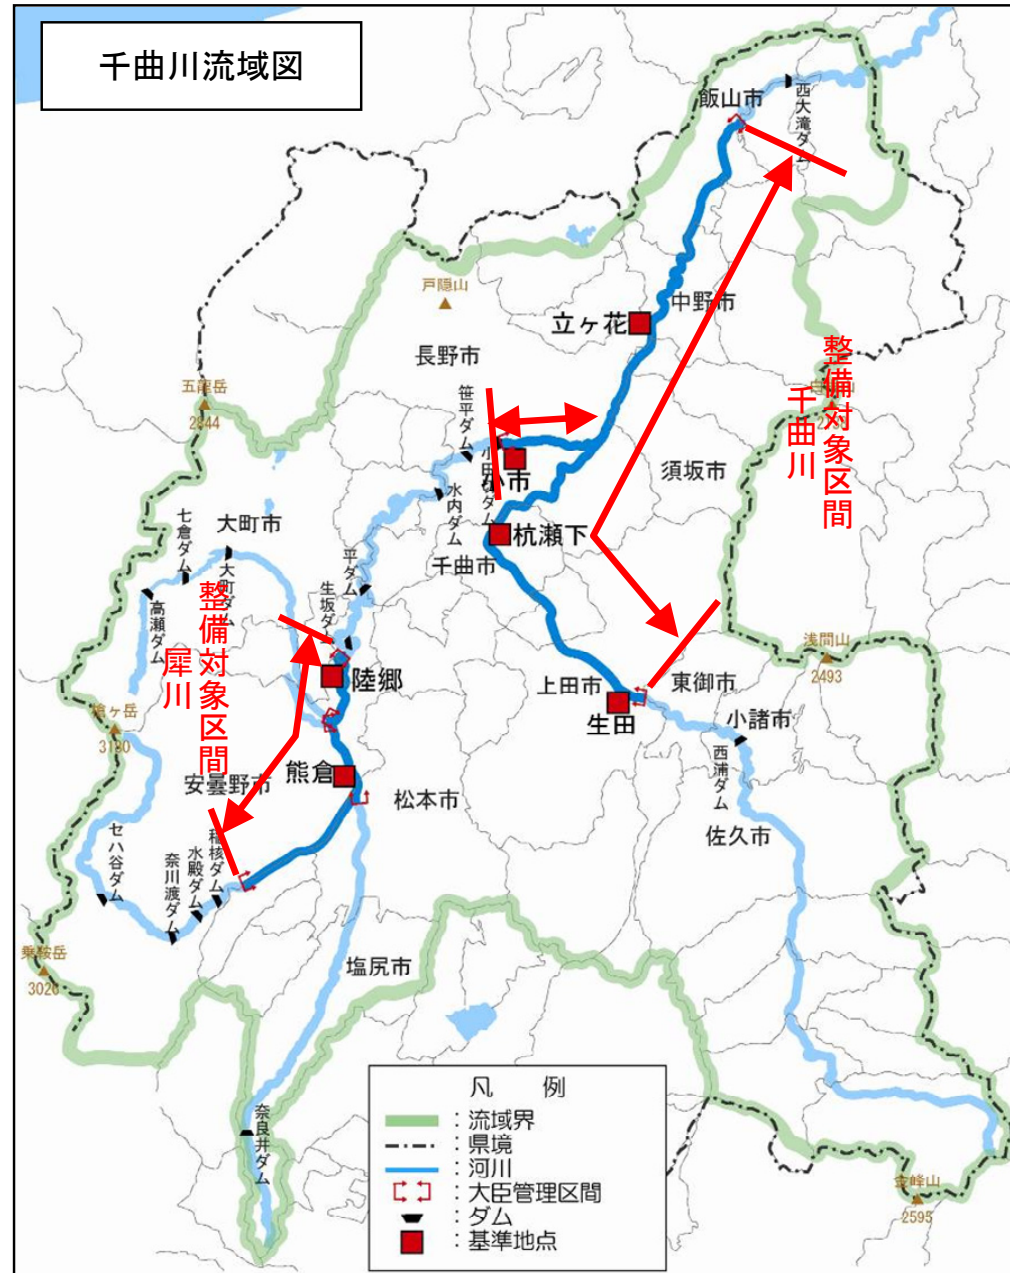 千曲川流域図
飯山市
西大滝ダム
戸隠山
中野市
立ヶ花
長野市
整備対象区間
千曲川
五龍岳
2844
笹平ダム
小市
須坂市
水内ダム
七倉ダム
大町市
大町ダム
杭瀬下
千曲市
平ダム
高瀬ダム
生坂ダム
整備対象区間
犀川
浅間山
2493
陸郷
上田市
東御市
生田
小諸市
槍ヶ岳
3180
西浦ダム
熊倉
安曇野市
松本市
佐久市
セバ谷ダム
稲核ダム
水殿ダム
奈川渡ダム
乗鞍岳
3026
塩尻市
奈良井ダム
凡 例
:流域界
:県境
:河川
:大臣管理区間
:ダム
:基準地点
金峰山
2595